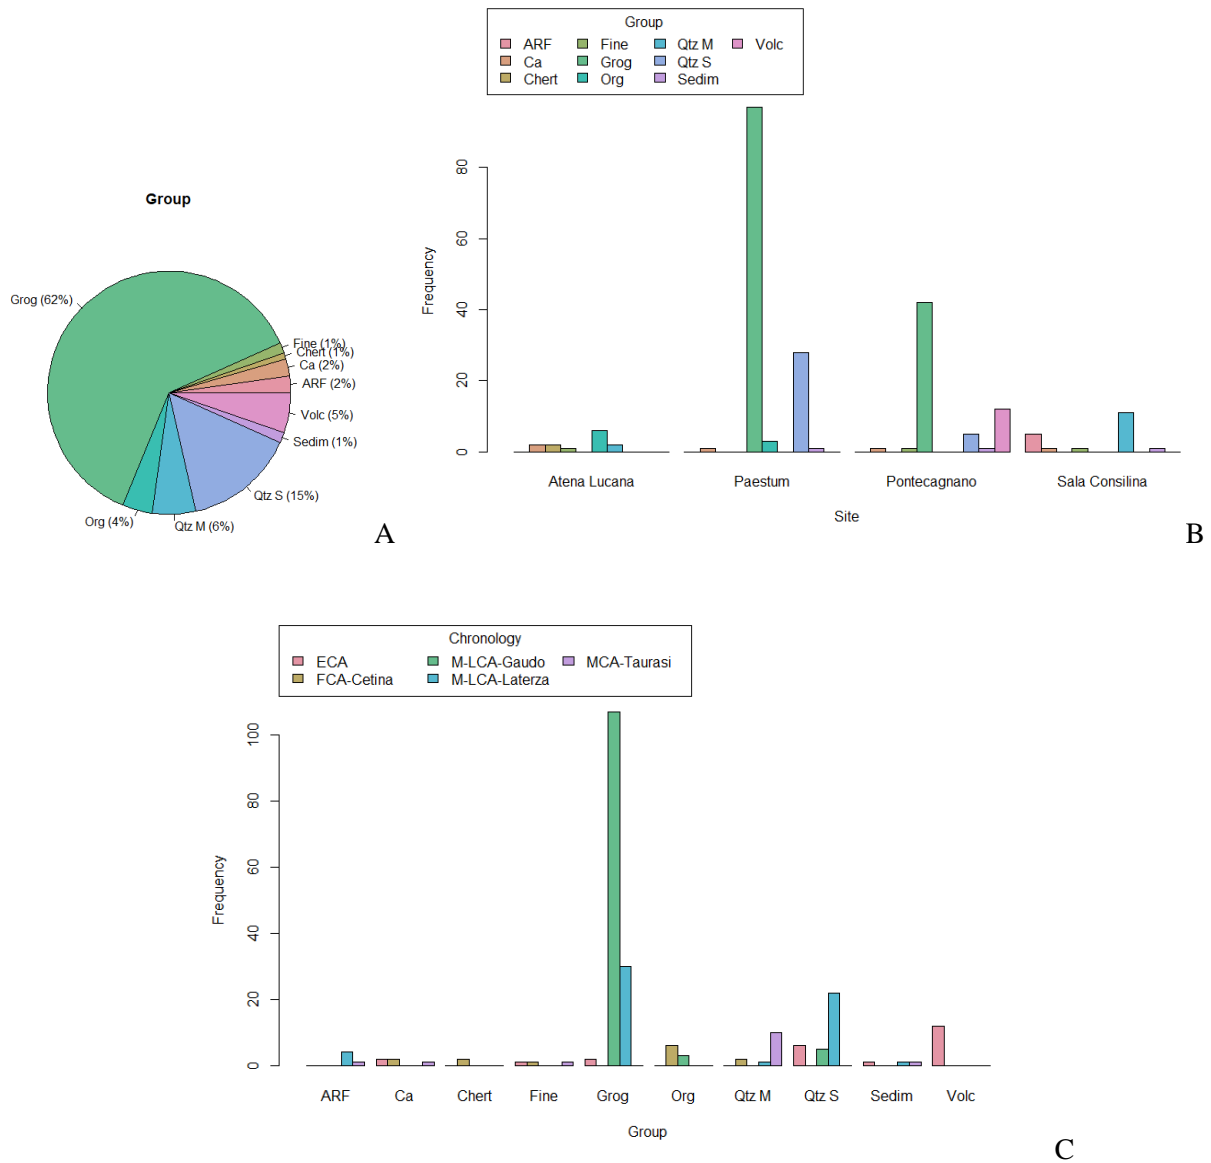 Group
Grog (62%)
Fine (1%)
Chert (1%)
Ca (2%)
ARF (2%)
Volc (5%)
Sedim (1%)
Qtz S (15%)
Qtz M (6%)
Org (4%)
A
Group
ARF Fine Qtz M Volc
Ca Grog Qtz S
Chert Org Sedim
80
60
40
20
0
Frequency
Atena Lucana Paestum Pontecagnano Sala Consilina
Site
B
Chronology
ECA M-LCA-Gaudo MCA-Taurasi
FCA-Cetina M-LCA-Laterza
100
80
60
40
20
0
Frequency
ARF Ca Chert Fine Grog Org Qtz M Qtz S Sedim Volc
Group
C